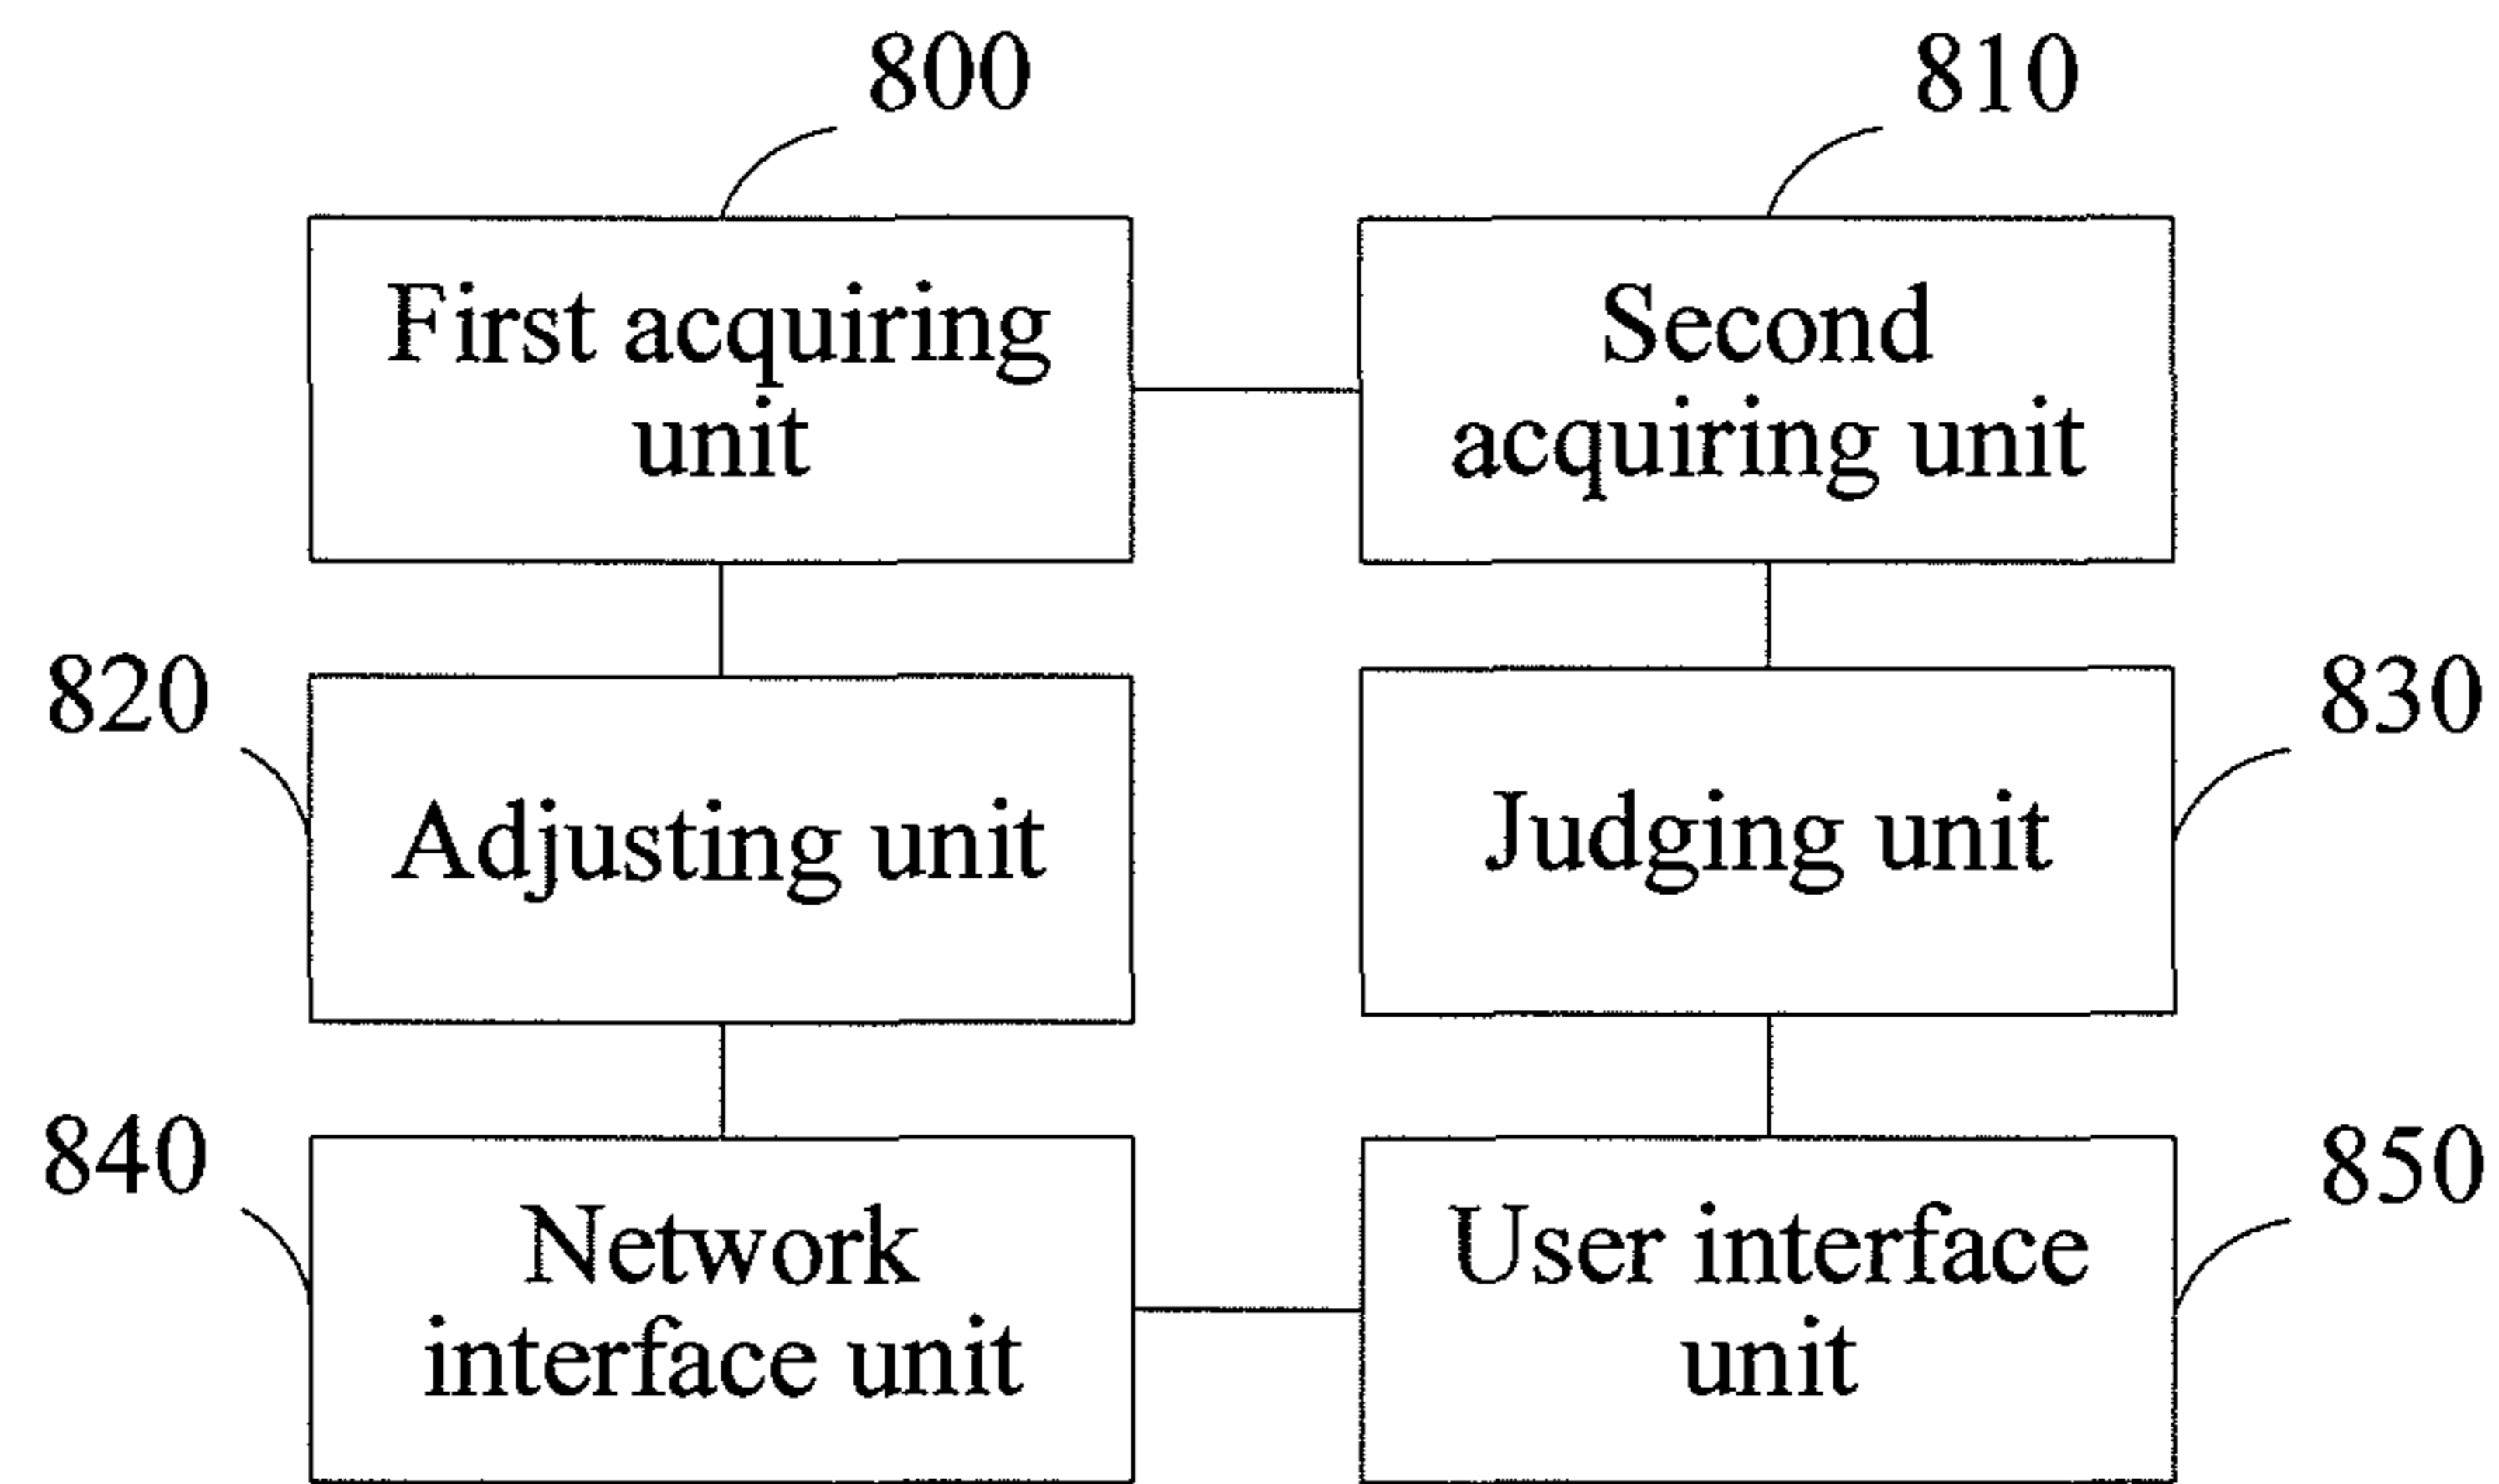 800
810
First acquiring
unit
Second
acquiring unit
820
830
Adjusting unit
Judging unit
840
850
Network
interface unit
User interface
unit